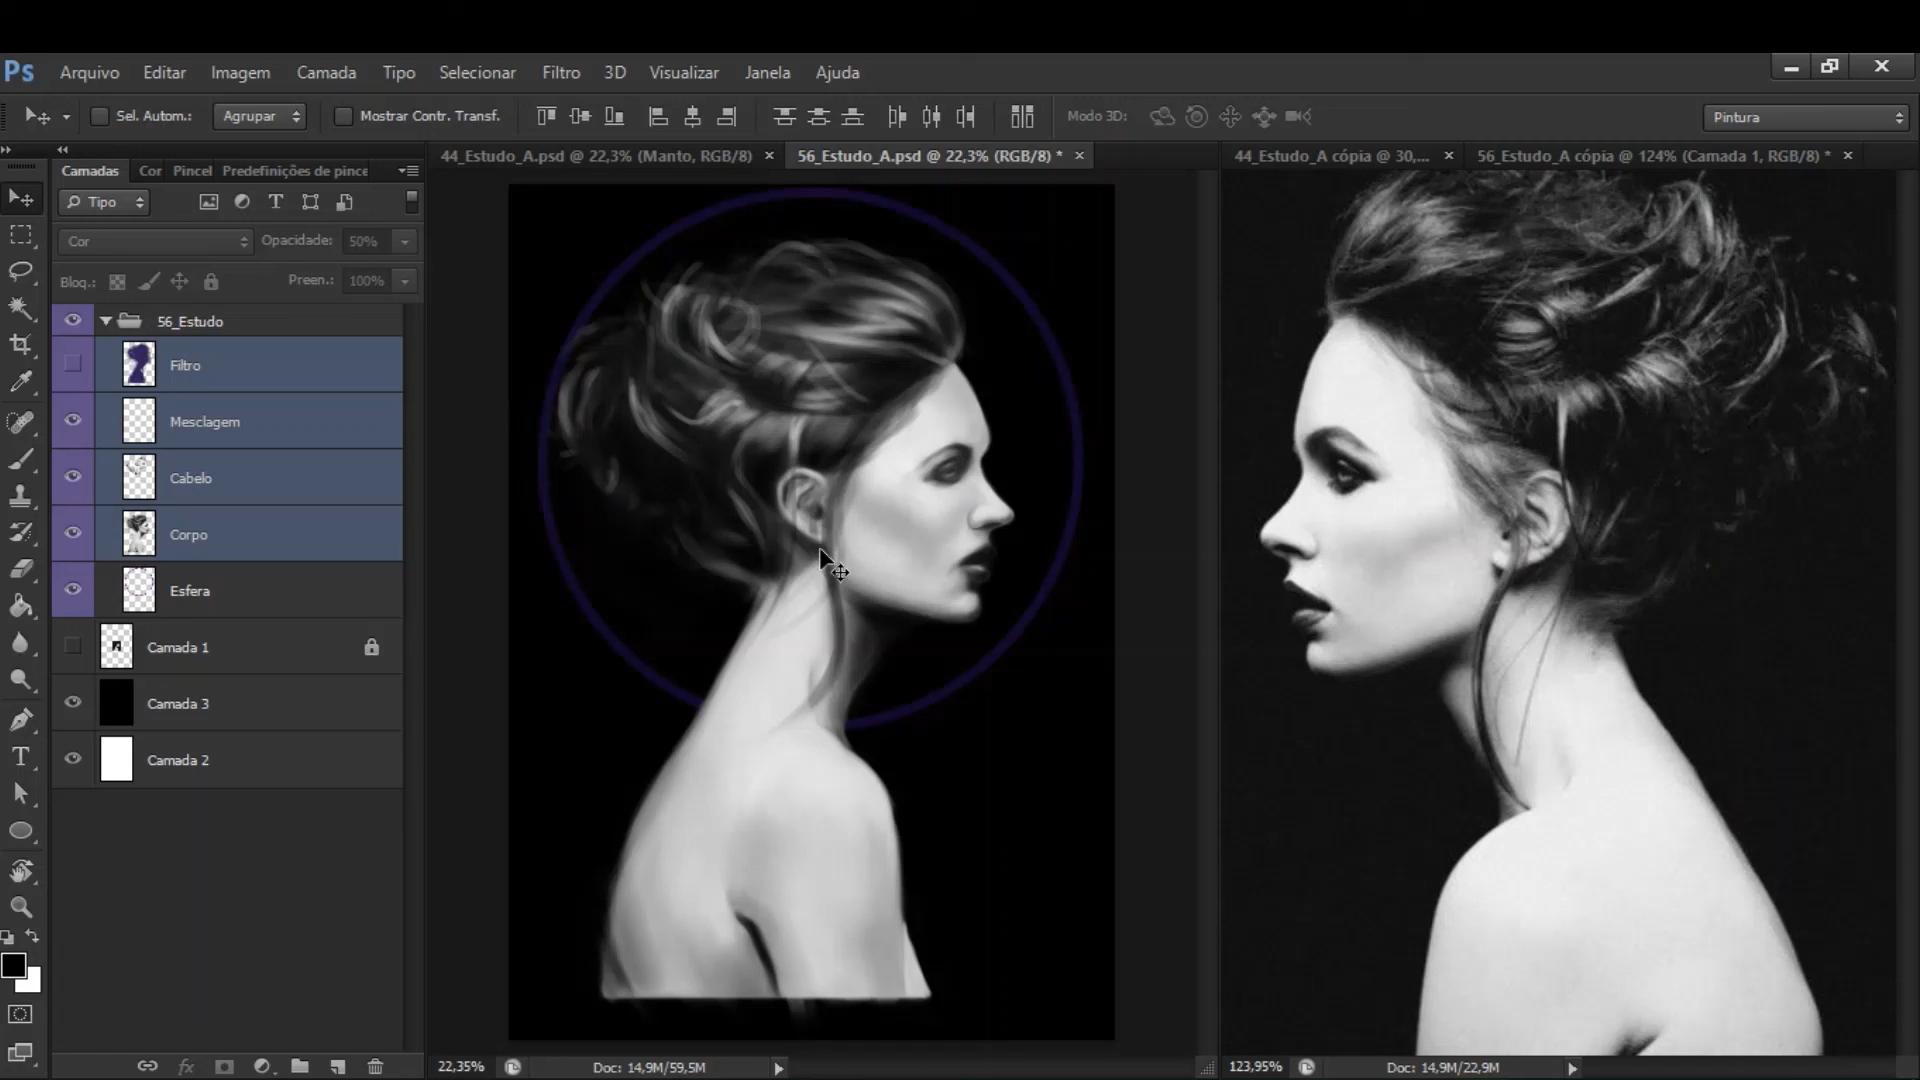 Ps Arquivo Editar Imagem Camada Tipo Selecionar Filtro 3D Visualizar Janela Ajuda
Sel. Autom.: Agrupar Mostrar Contr. Transf. Modo 3D: Pintura
44_Estudo_A.psd @ 22,3% (Manto, RGB/8) × 56_Estudo_A.psd @ 22,3% (RGB/8) * × 44_Estudo_A cópia @ 30,... × 56_Estudo_A cópia @ 124% (Camada 1, RGB/8) * ×
Camadas Cor Pincel Predefinições de pince
Tipo
Cor Opacidade: 50%
Bloq.: Preen.: 100%
56_Estudo
Filtro
Mesclagem
Cabelo
Corpo
Esfera
Camada 1
Camada 3
Camada 2
22,35% Doc: 14,9M/59,5M 123,95% Doc: 14,9M/22,9M